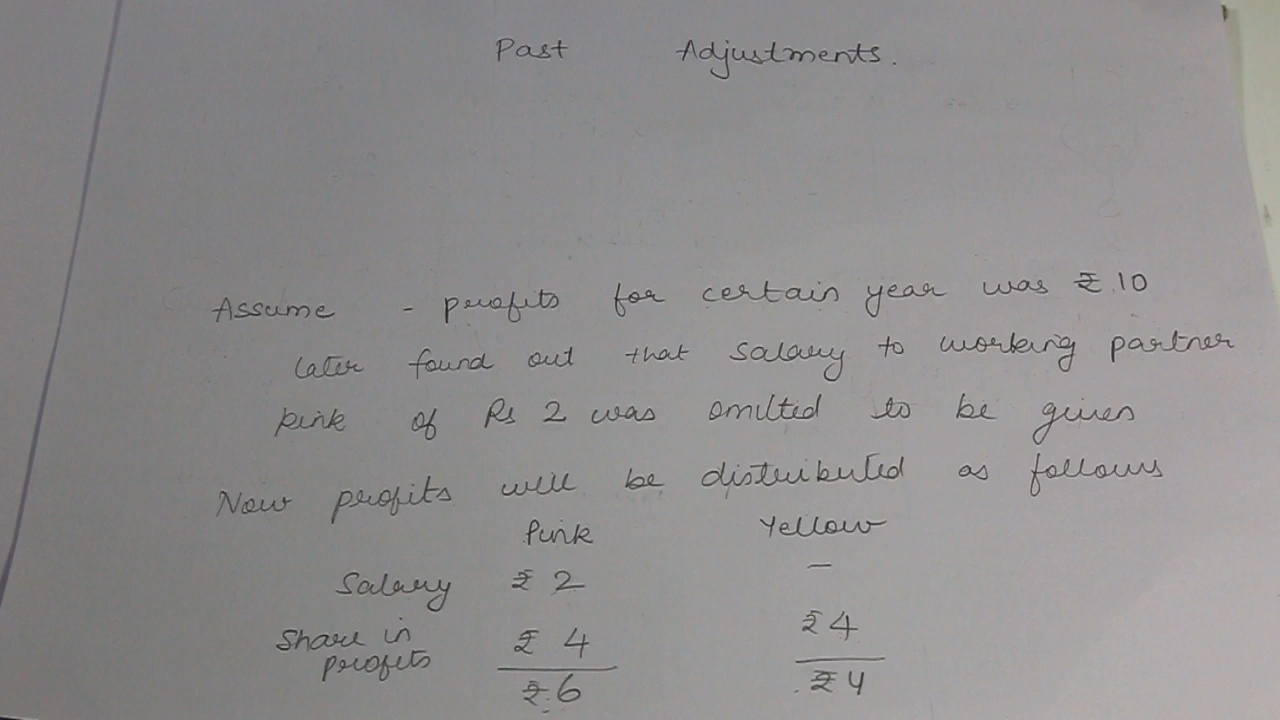 Past Adjustments.
Assume - profits for certain year was ₹.10
later found out that salary to working partner
Pink of Rs 2 was omitted to be given
Now profits will be distributed as follows
Pink Yellow
Salary ₹ 2 —
Share in profits ₹ 4 ₹4
₹.6 ₹4